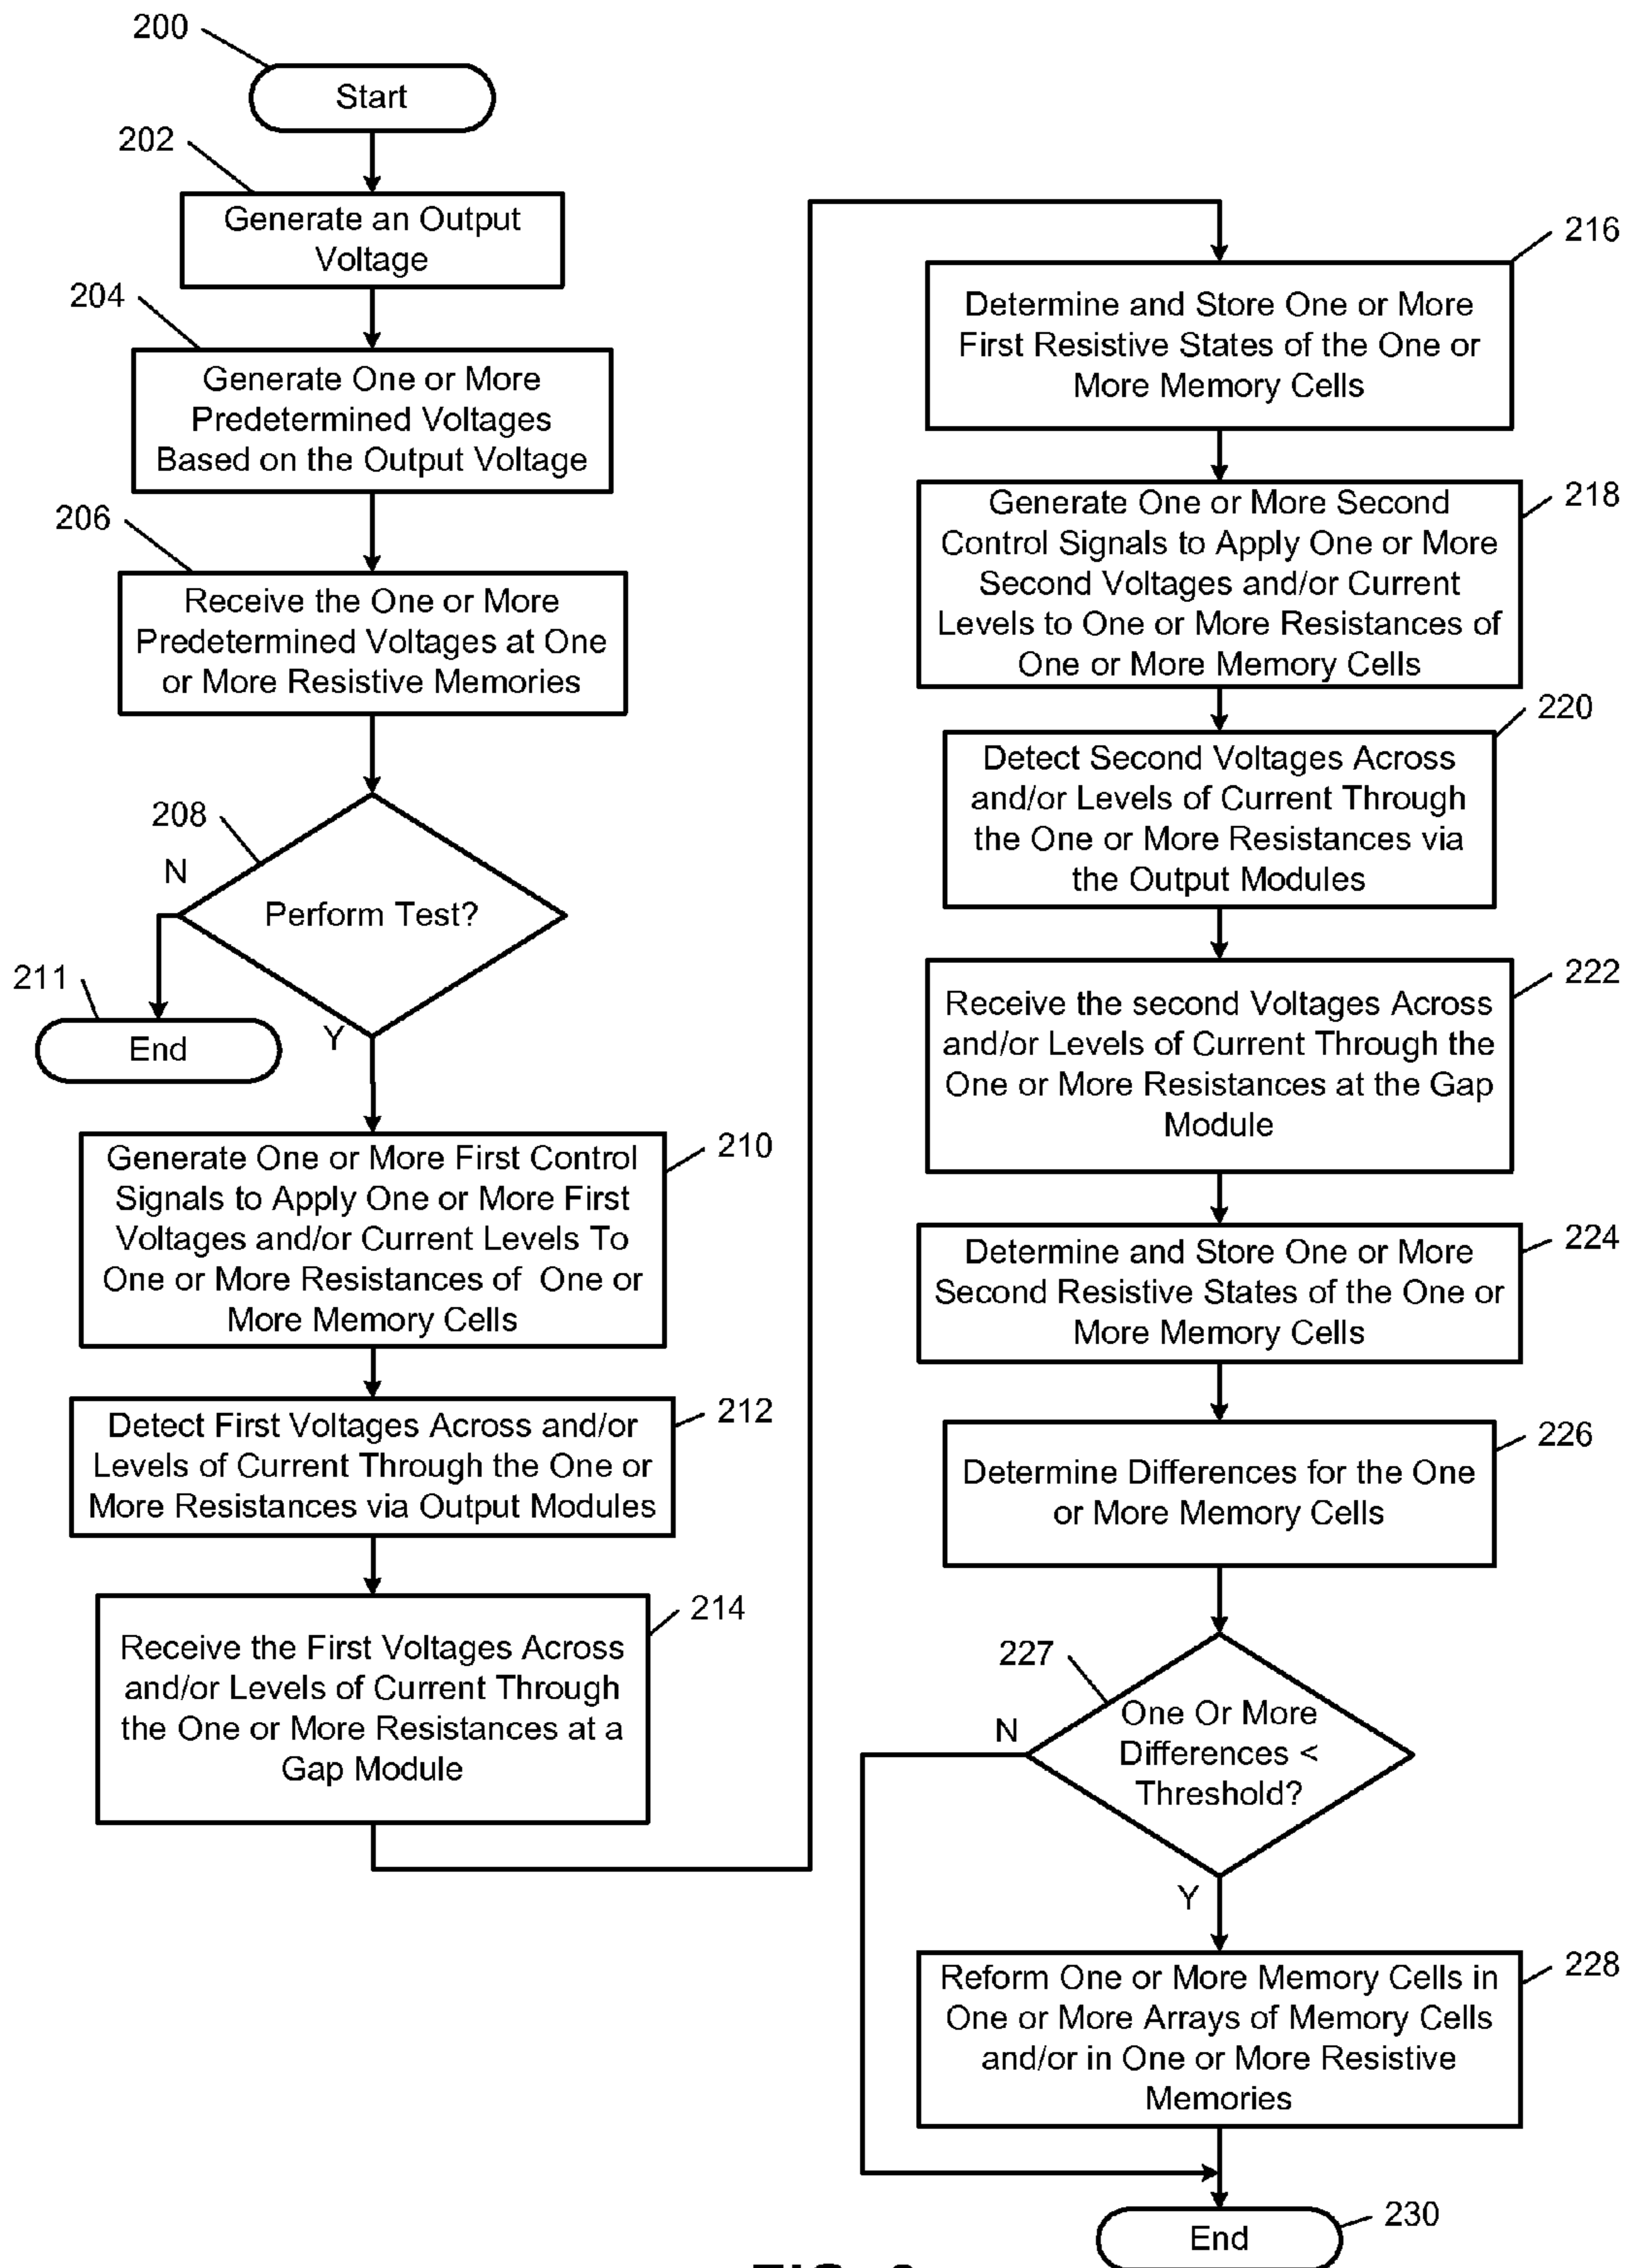 200
Start
202
Generate an Output
Voltage
204
Generate One or More
Predetermined Voltages
Based on the Output Voltage
206
Receive the One or More
Predetermined Voltages at One
or More Resistive Memories
208
N
Perform Test?
211
End
Y
210
Generate One or More First Control
Signals to Apply One or More First
Voltages and/or Current Levels To
One or More Resistances of One or
More Memory Cells
212
Detect First Voltages Across and/or
Levels of Current Through the One or
More Resistances via Output Modules
214
Receive the First Voltages Across
and/or Levels of Current Through
the One or More Resistances at a
Gap Module
216
Determine and Store One or More
First Resistive States of the One or
More Memory Cells
218
Generate One or More Second
Control Signals to Apply One or More
Second Voltages and/or Current
Levels to One or More Resistances of
One or More Memory Cells
220
Detect Second Voltages Across
and/or Levels of Current Through
the One or More Resistances via
the Output Modules
222
Receive the second Voltages Across
and/or Levels of Current Through the
One or More Resistances at the Gap
Module
224
Determine and Store One or More
Second Resistive States of the One or
More Memory Cells
226
Determine Differences for the One
or More Memory Cells
227
N
One Or More
Differences <
Threshold?
Y
228
Reform One or More Memory Cells in
One or More Arrays of Memory Cells
and/or in One or More Resistive
Memories
230
End